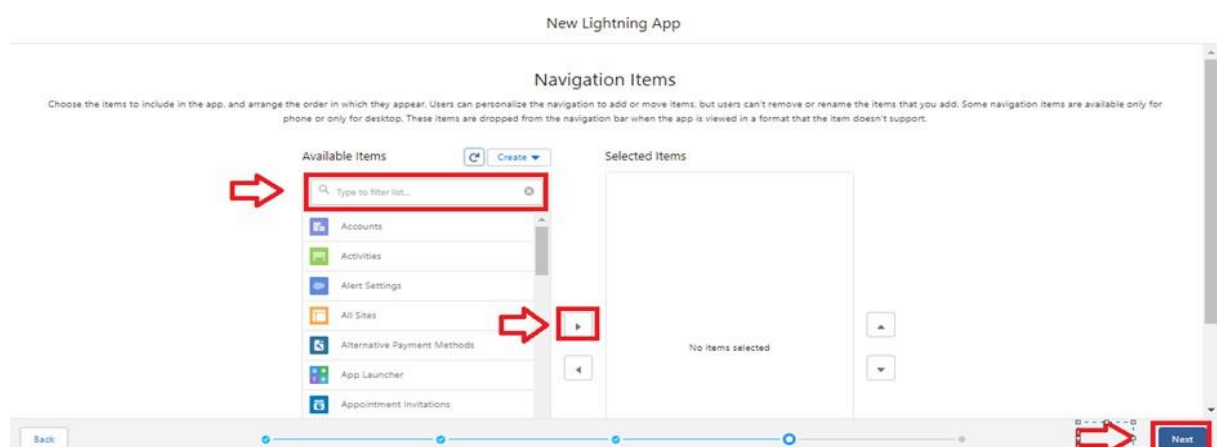 New Lightning App
Navigation Items
Choose the items to include in the app, and arrange the order in which they appear. Users can personalize the navigation to add or move items, but users can't remove or rename the items that you add. Some navigation items are available only for
phone or only for desktop. These items are dropped from the navigation bar when the app is viewed in a format that the item doesn't support.
Available Items
Create
Selected Items
Type to filter list...
Accounts
Activities
Alert Settings
All Sites
Alternative Payment Methods
No items selected
App Launcher
Appointment Invitations
Back
Next